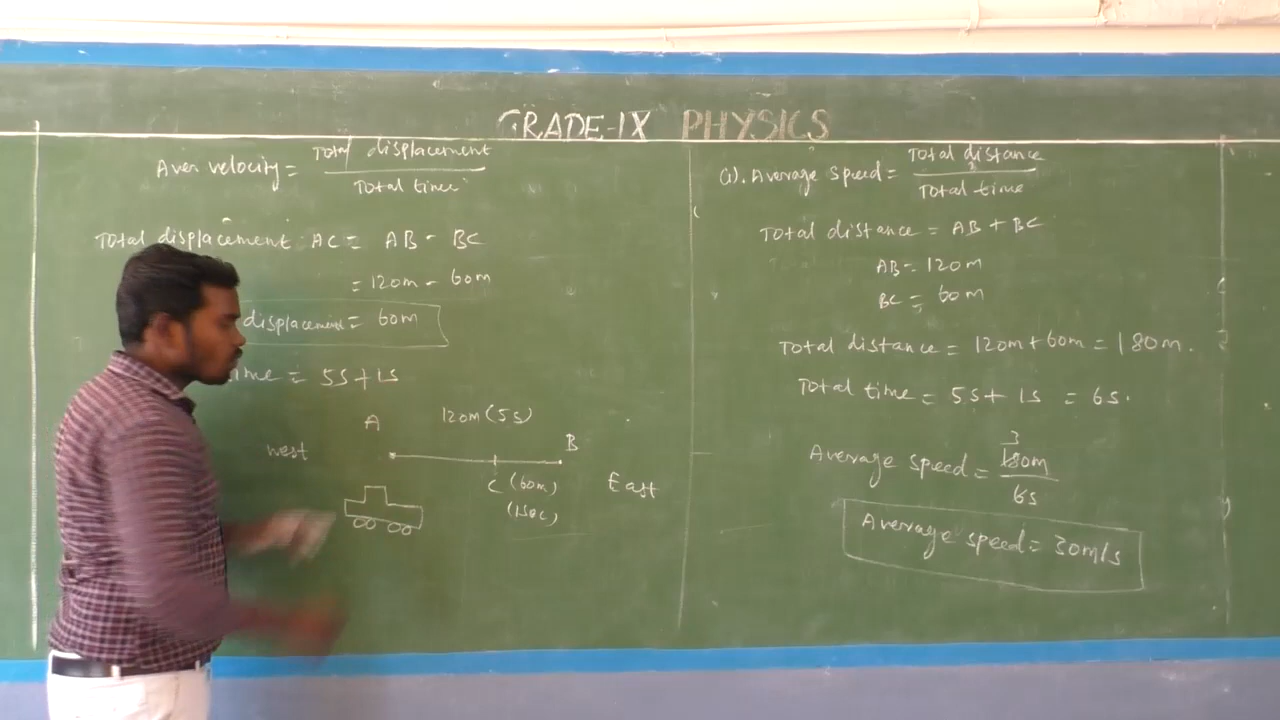 GRADE-IX PHYSICS
Aver velocity = Total displacement
Total time
Total displacement AC = AB - BC
= 120m - 60m
displacement = 60m
ime = 5s+1s
A 120m (5s)
B
west
C (60m) East
(1sec)
(i). Average speed = Total distance
Total time
Total distance = AB + BC
AB = 120m
BC = 60m
Total distance = 120m + 60m = 180m.
Total time = 5s + 1s = 6s.
3
Average speed = 180m
6s
Average speed = 30m/s